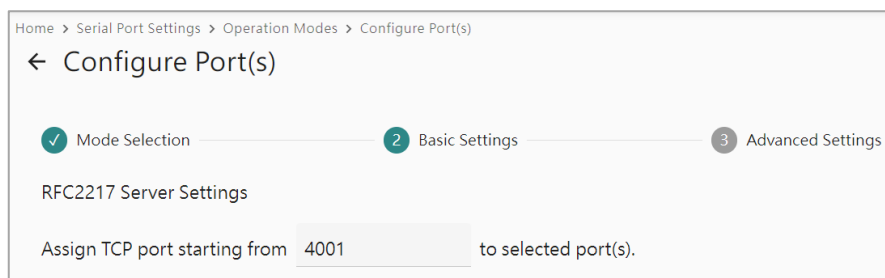 Home > Serial Port Settings > Operation Modes > Configure Port(s)
← Configure Port(s)
✓ Mode Selection 2 Basic Settings 3 Advanced Settings
RFC2217 Server Settings
Assign TCP port starting from 4001 to selected port(s).